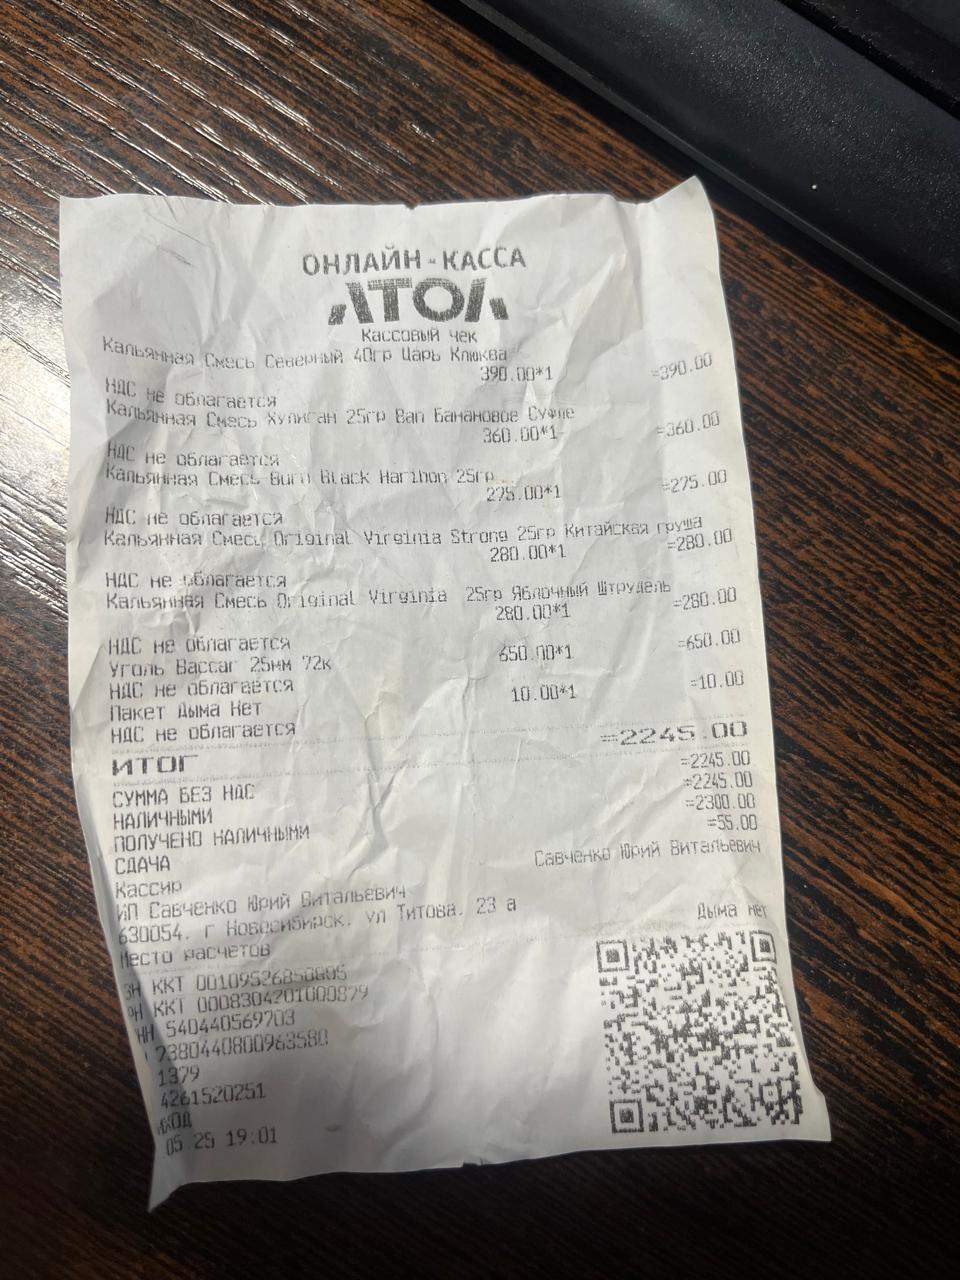 ОНЛАЙН-КАССА
АТОЛ
Кассовый чек
Кальянная Смесь Северный 40гр Царь Клюква
390.00*1 =390.00
НДС не облагается
Кальянная Смесь Хулиган 25гр Ban Банановое Суфле
360.00*1 =360.00
НДС не облагается
Кальянная Смесь Burn Black Harihon 25гр
275.00*1 =275.00
НДС не облагается
Кальянная Смесь Original Virginia Strong 25гр Китайская груша
280.00*1 =280.00
НДС не облагается
Кальянная Смесь Original Virginia 25гр Яблочный Штрудель
280.00*1 =280.00
НДС не облагается
Уголь 25мм 72к 650.00*1 =650.00
НДС не облагается
Пакет Дыма Нет 10.00*1 =10.00
НДС не облагается
ИТОГ =2245.00
СУММА БЕЗ НДС =2245.00
НАЛИЧНЫМИ =2245.00
ПОЛУЧЕНО НАЛИЧНЫМИ =2300.00
СДАЧА =55.00
Кассир Савченко Юрий Витальевич
ИП Савченко Юрий Витальевич
630054, г Новосибирск, ул Титова, 23 а
Место расчетов Дыма нет
ЗН ККТ
РН ККТ 0008304201000879
540440569703
7380440800963580
1379
4261520251
05.25 19:01